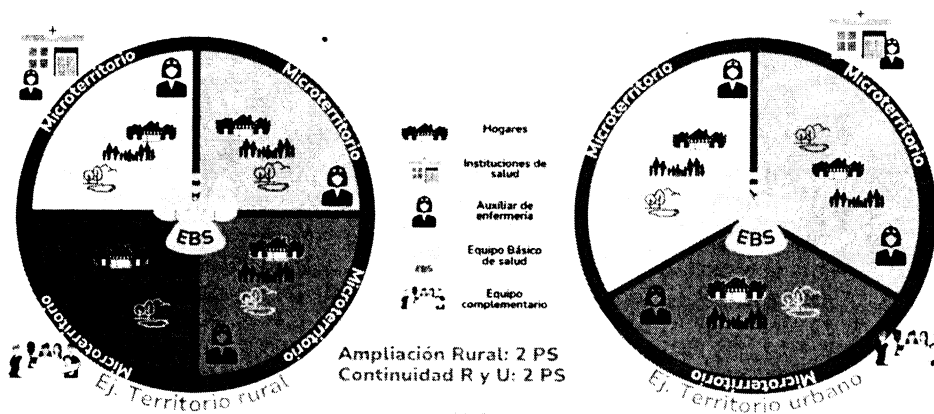 Microterritorio
Microterritorio
Microterritorio
Microterritorio
EBS
Ej. Territorio rural
Hogares
Instituciones de
salud
Auxiliar de
enfermería
EBS
Equipo Básico
de salud
Equipo
complementario
Ampliación Rural: 2 PS
Continuidad R y U: 2 PS
Microterritorio
Microterritorio
EBS
Microterritorio
Ej. Territorio urbano